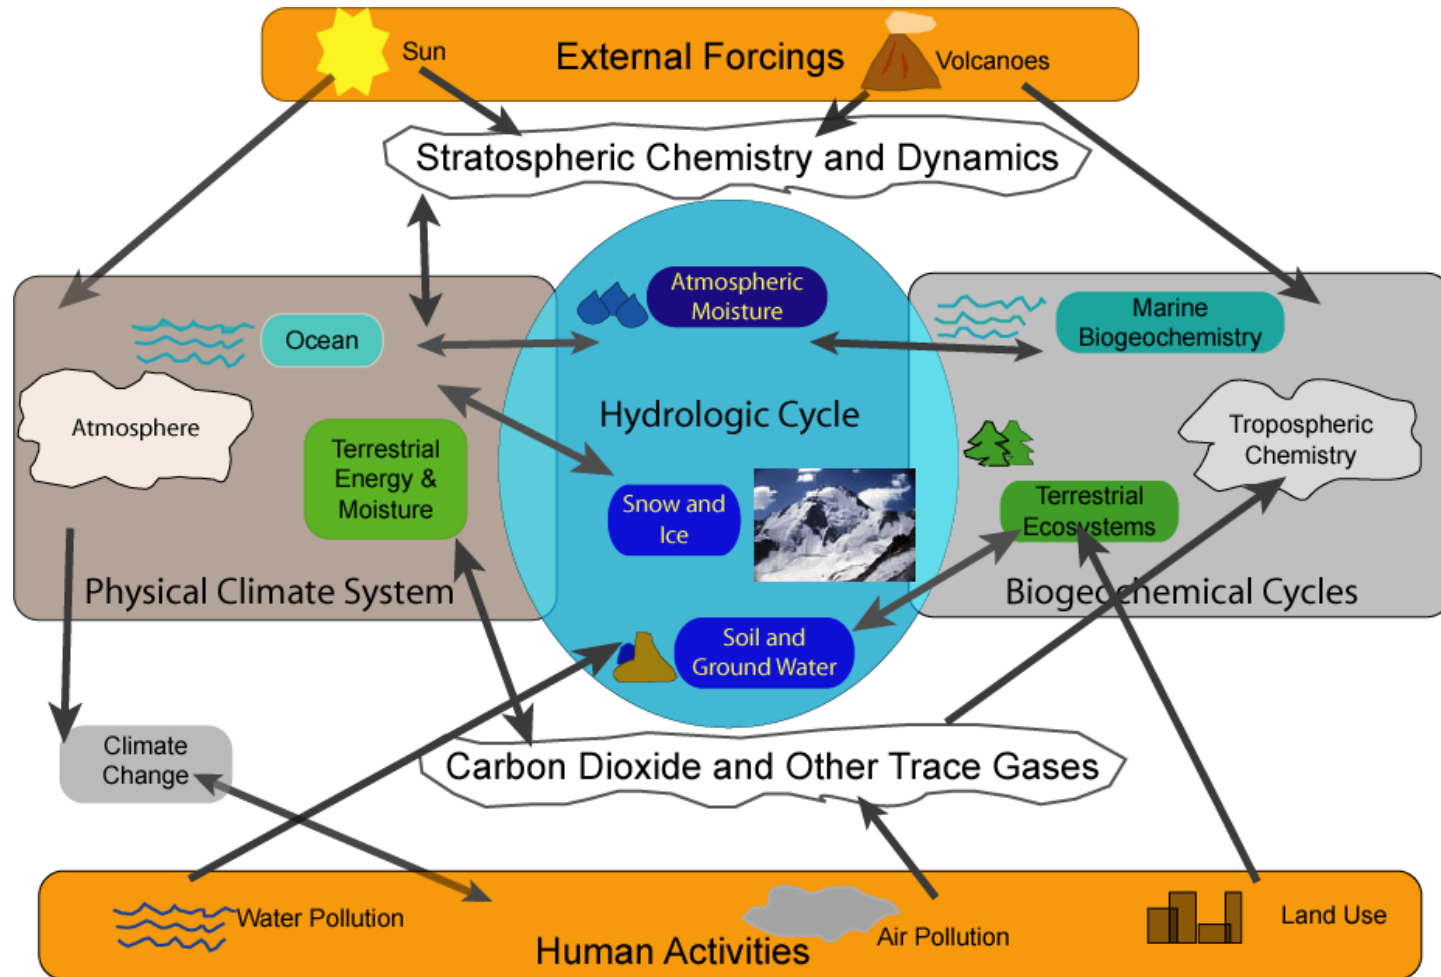 Sun
External Forcings
Volcanoes
Stratospheric Chemistry and Dynamics
Atmospheric
Moisture
Ocean
Marine
Biogeochemistry
Atmosphere
Hydrologic Cycle
Tropospheric
Chemistry
Terrestrial
Energy &
Moisture
Snow and
Ice
Terrestrial
Ecosystems
Physical Climate System
Biogeochemical Cycles
Soil and
Ground Water
Climate
Change
Carbon Dioxide and Other Trace Gases
Water Pollution
Human Activities
Air Pollution
Land Use